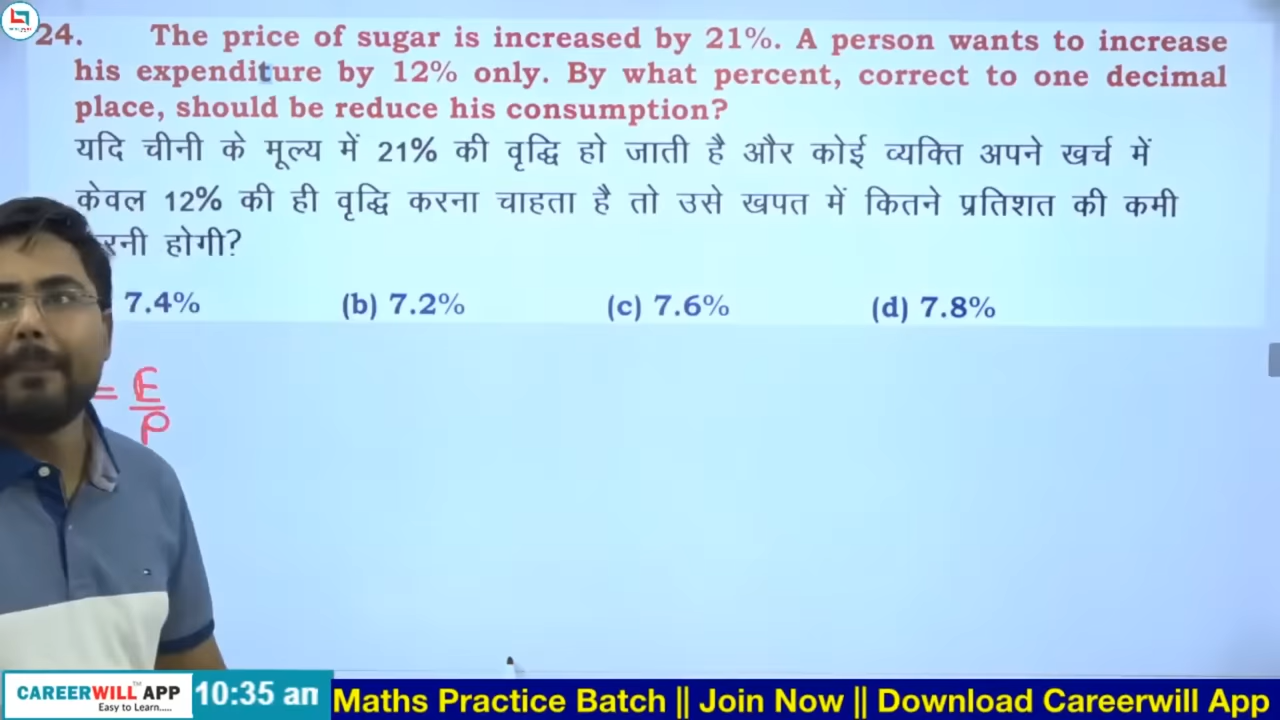 24. The price of sugar is increased by 21%. A person wants to increase
his expenditure by 12% only. By what percent, correct to one decimal
place, should be reduce his consumption?
यदि चीनी के मूल्य में 21% की वृद्धि हो जाती है और कोई व्यक्ति अपने खर्च में
केवल 12% की ही वृद्धि करना चाहता है तो उसे खपत में कितने प्रतिशत की कमी
होगी?
7.4% (b) 7.2% (c) 7.6% (d) 7.8%
= E
P
CAREERWILL APP
Easy to Learn.....
10:35 an
Maths Practice Batch || Join Now || Download Careerwill App